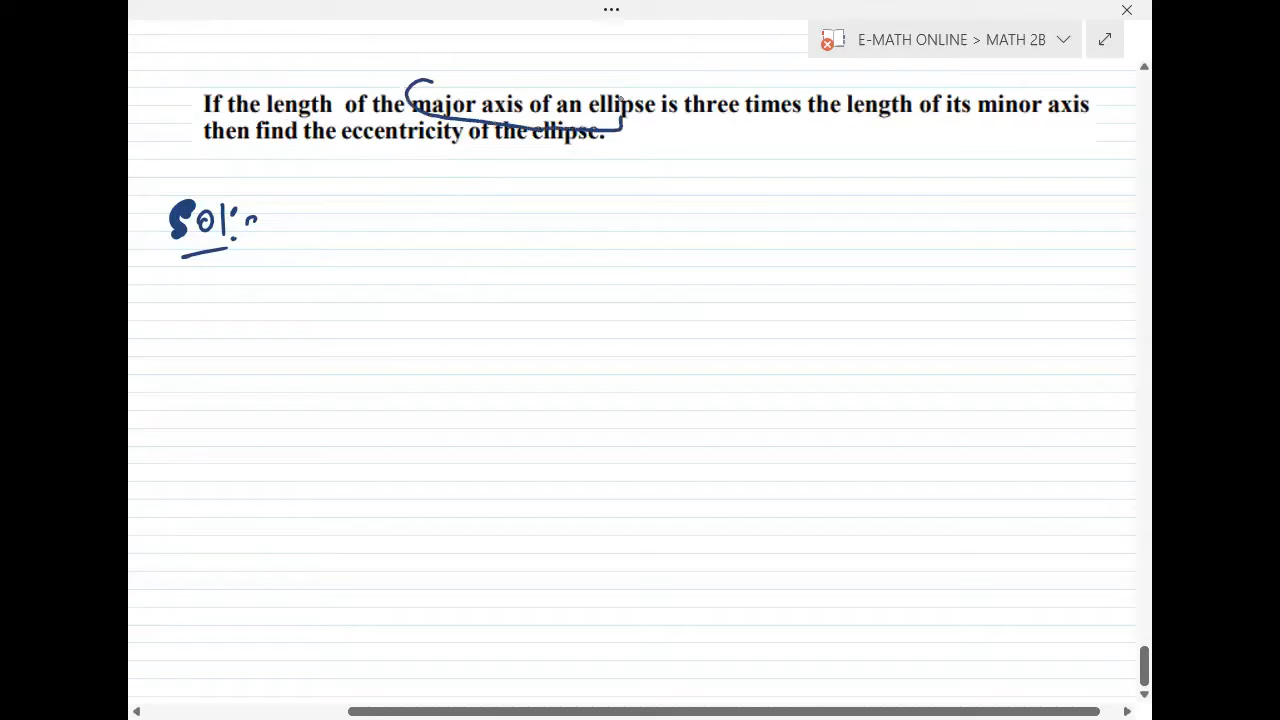 E-MATH ONLINE > MATH 2B
If the length of the major axis of an ellipse is three times the length of its minor axis
then find the eccentricity of the ellipse.
Sol: